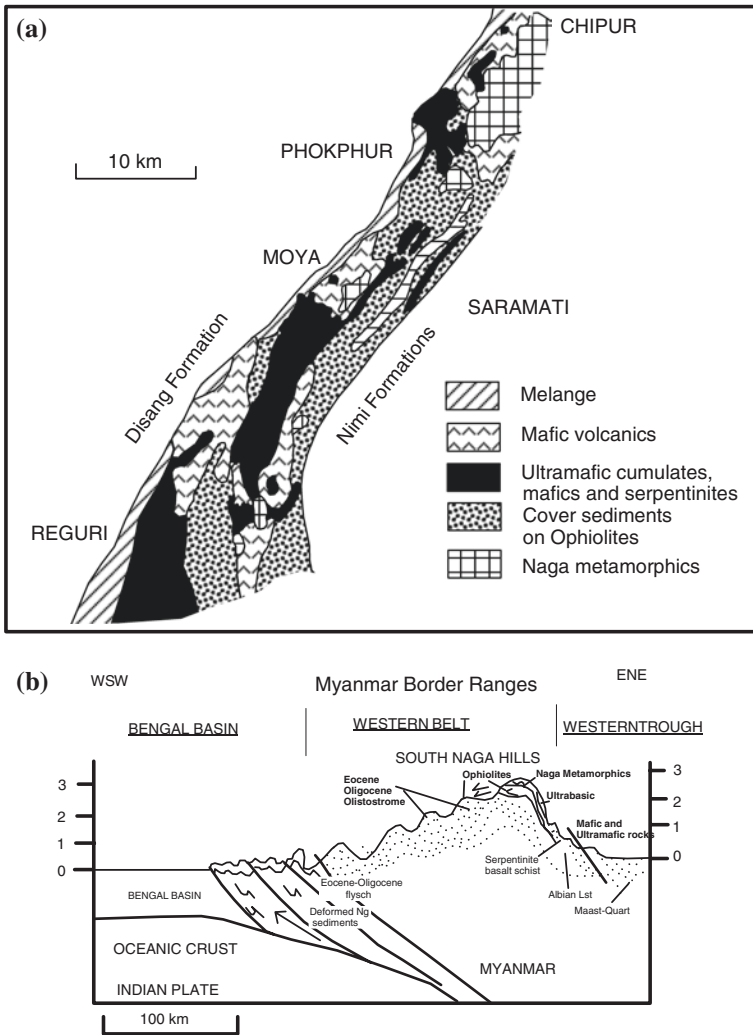 (a)
CHIPUR
10 km
PHOKPHUR
MOYA
SARAMATI
Disang Formation
Nimi Formations
REGURI
Melange
Mafic volcanics
Ultramafic cumulates,
mafics and serpentinites
Cover sediments
on Ophiolites
Naga metamorphics
(b)
WSW
Myanmar Border Ranges
ENE
BENGAL BASIN
WESTERN BELT
WESTERNTROUGH
SOUTH NAGA HILLS
3
2
1
0
Eocene
Oligocene
Olistostrome
Ophiolites
Naga Metamorphics
Ultrabasic
Mafic and
Ultramafic rocks
3
2
1
0
Serpentinite
basalt schist
Albian Lst
Maast-Quart
BENGAL BASIN
Eocene-Oligocene
flysch
Deformed Ng
sediments
OCEANIC CRUST
MYANMAR
INDIAN PLATE
100 km